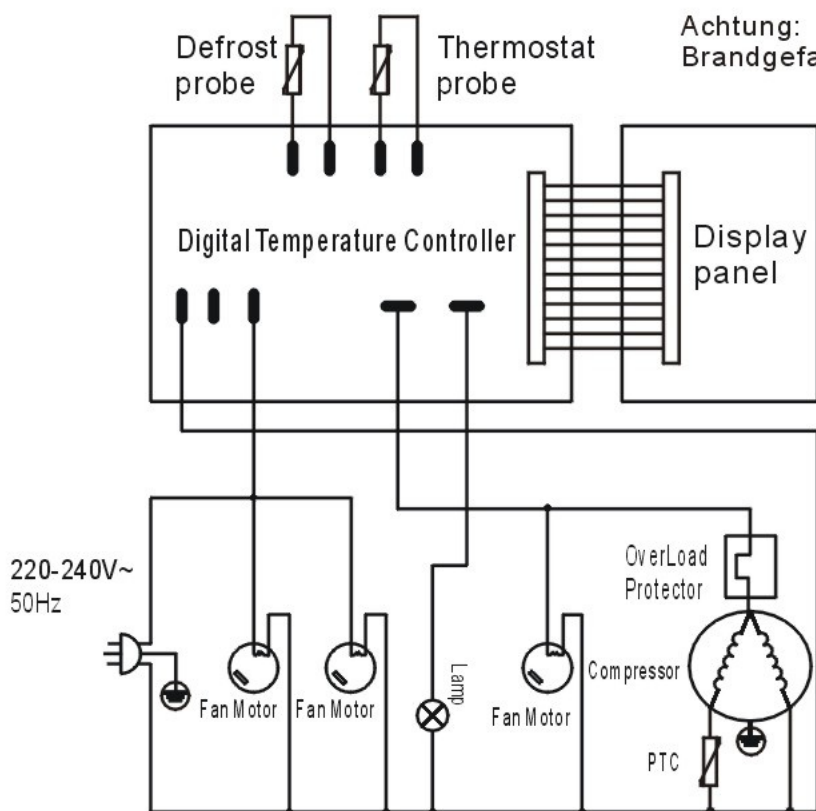 Defrost
probe
Thermostat
probe
Achtung:
Digital Temperature Controller
Display
panel
220-240V~
50Hz
OverLoad
Protector
Fan Motor
Fan Motor
Lamp
Fan Motor
Compressor
PTC